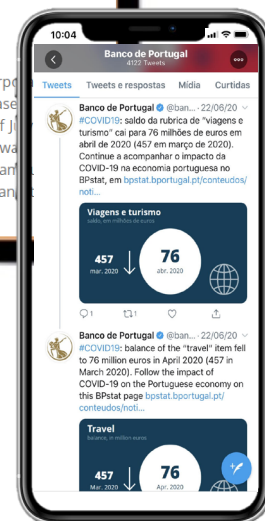 10:04
Banco de Portugal
4122 Tweets
Tweets Tweets e respostas Mídia Curtidas
Banco de Portugal @ban... · 22/06/20
#COVID19: saldo da rubrica de "viagens e
turismo" cai para 76 milhões de euros em
abril de 2020 (457 em março de 2020).
Continue a acompanhar o impacto da
COVID-19 na economia portuguesa no
BPstat, em bpstat.bportugal.pt/conteudos/
noti...
Viagens e turismo
saldo, em milhões de euros
457 76
mar. 2020 abr. 2020
1 1
Banco de Portugal @ban... · 22/06/20
#COVID19: balance of the "travel" item fell
to 76 million euros in April 2020 (457 in
March 2020). Follow the impact of
COVID-19 on the Portuguese economy on
this BPstat page bpstat.bportugal.pt/
conteudos/noti...
Travel
balance, in million euros
457 76
Mar. 2020 Apr. 2020